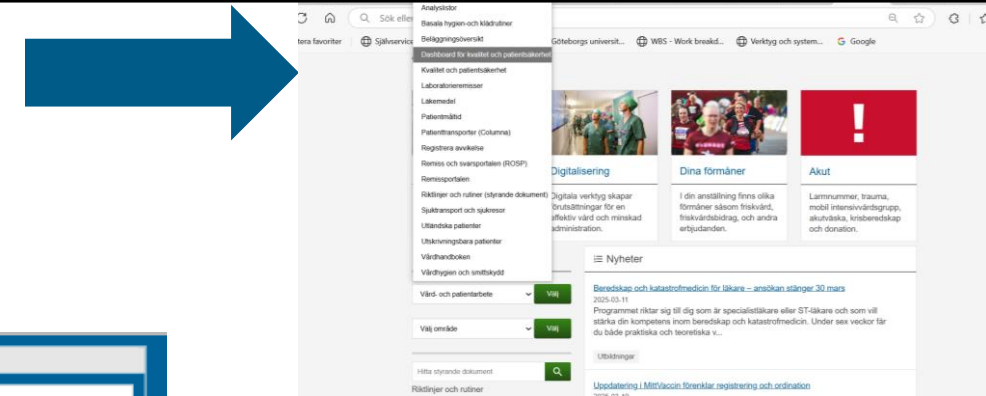 Analyslistor
Sök eller
Basala hygien-och klädrutiner
tera favoriter
Självservice
Beläggningsöversikt
Göteborgs universit...
WBS - Work breakd...
Verktyg och system...
Google
Dashboard för kvalitet och patientsäkerhet
Kvalitet och patientsäkerhet
Laboratorieremisser
Läkemedel
Patientmåltid
Patienttransporter (Columna)
Registrera avvikelse
Remiss och svarsportalen (ROSP)
Remissportalen
Riktlinjer och rutiner (styrande dokument)
Sjuktransport och sjukresor
Utländska patienter
Utskrivningsbara patienter
Vårdhandboken
Vårdhygien och smittskydd
Vård- och patientarbete
Välj
Välj område
Välj
Hitta styrande dokument
Riktlinjer och rutiner
Digitalisering
Digitala verktyg skapar
förutsättningar för en
effektiv vård och minskad
administration.
Dina förmåner
I din anställning finns olika
förmåner såsom friskvård,
friskvårdsbidrag, och andra
erbjudanden.
Akut
Larmnummer, trauma,
mobil intensivvårdsgrupp,
akutväska, krisberedskap
och donation.
Nyheter
Beredskap och katastrofmedicin för läkare – ansökan stänger 30 mars
2025-03-11
Programmet riktar sig till dig som är specialistläkare eller ST-läkare och som vill
stärka din kompetens inom beredskap och katastrofmedicin. Under sex veckor får
du både praktiska och teoretiska v...
Utbildningar
Uppdatering i MittVaccin förenklar registrering och ordination